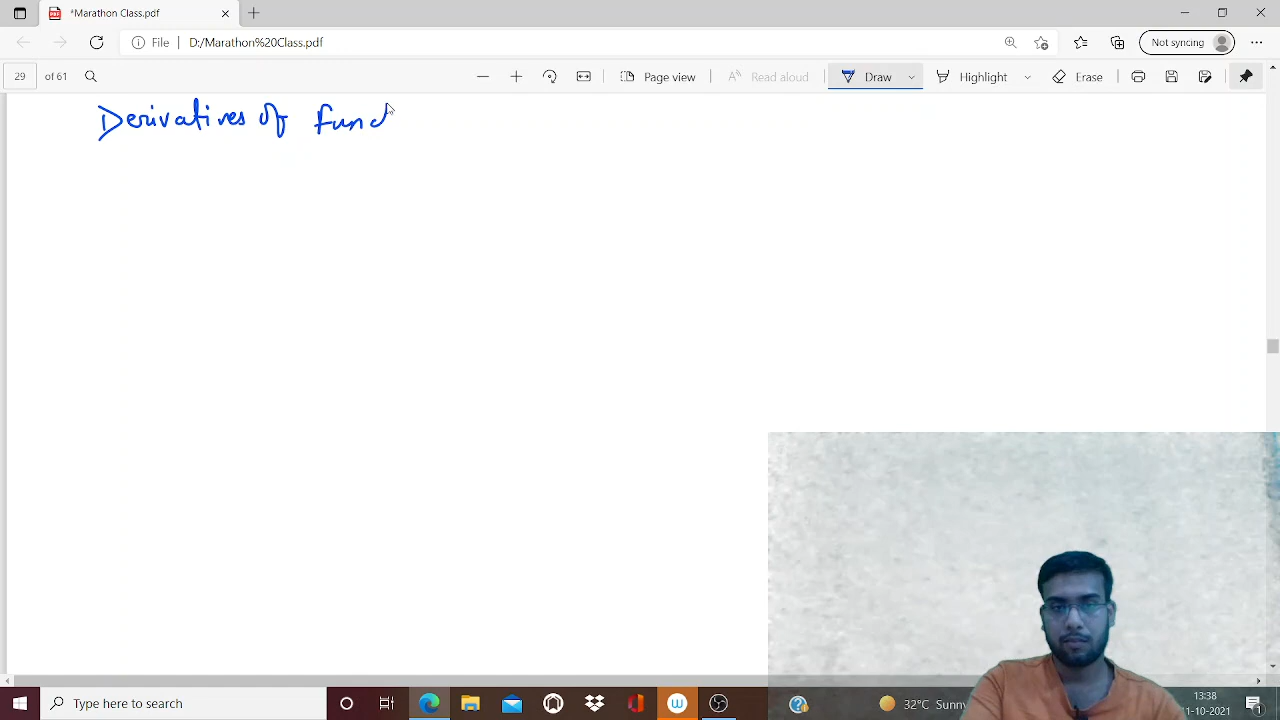 *Marathon Class.pdf
File | D:/Marathon%20Class.pdf
Not syncing
29 of 61
Page view
Read aloud
Draw
Highlight
Erase
Derivatives of func
Type here to search
32°C Sunny
13:38
1-10-2021